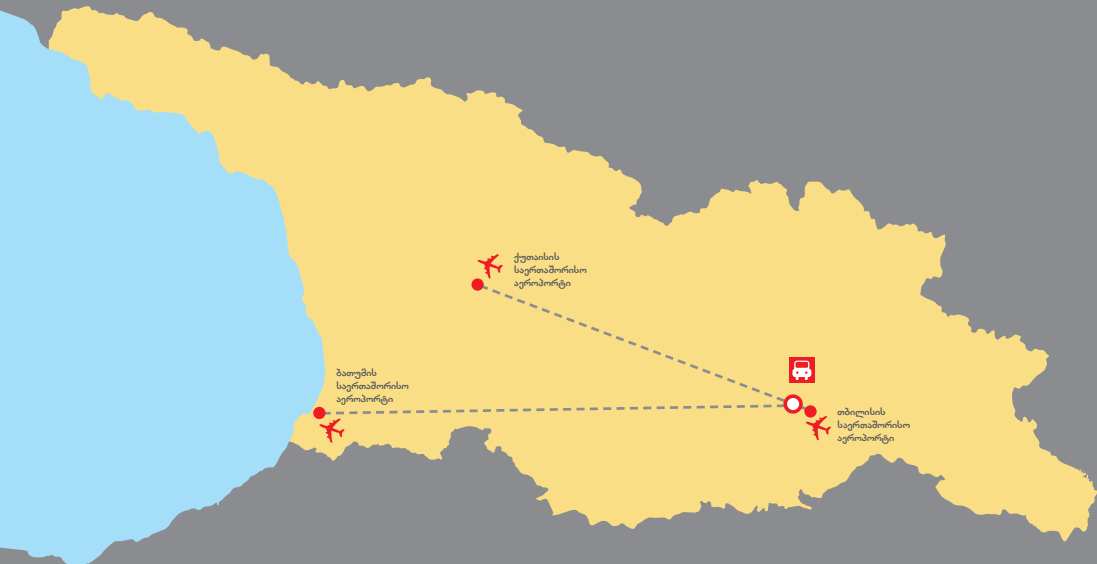 ქუთაისის
საერთაშორისო
აეროპორტი
ბათუმის
საერთაშორისო
აეროპორტი
თბილისის
საერთაშორისო
აეროპორტი